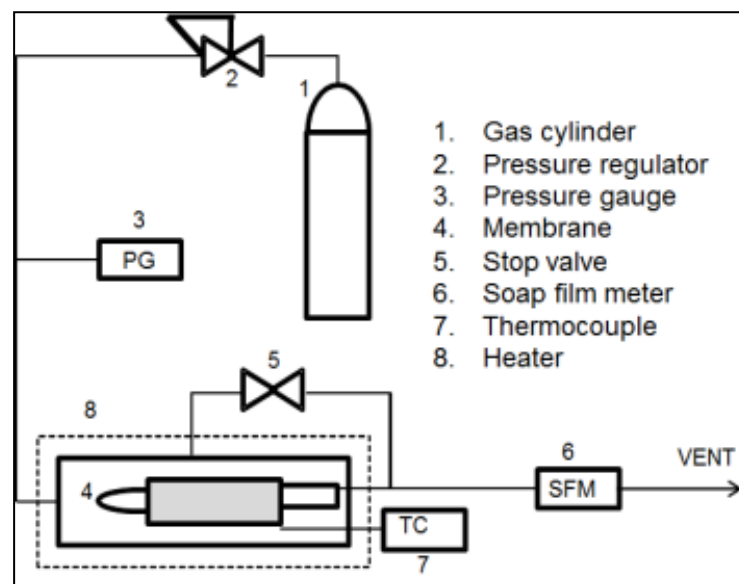 2
1
1. Gas cylinder
2. Pressure regulator
3. Pressure gauge
4. Membrane
5. Stop valve
6. Soap film meter
7. Thermocouple
8. Heater
3
PG
5
8
6
VENT
4
SFM
TC
7